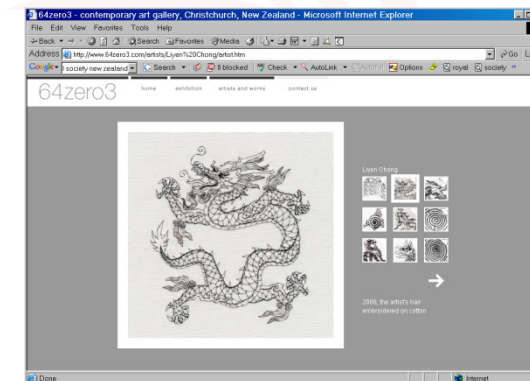 64zero3 - contemporary art gallery, Christchurch, New Zealand - Microsoft Internet Explorer
File Edit View Favorites Tools Help
Back Search Favorites Media
Address http://www.64zero3.com/artists/Liyen%20Chong/artist.htm Go
Google society new zealand Search 8 blocked Check AutoLink Options royal society
64zero3 home exhibition artists and works contact us
Liyen Chong
2006, the artist's hair
embroidered on cotton
Done Internet